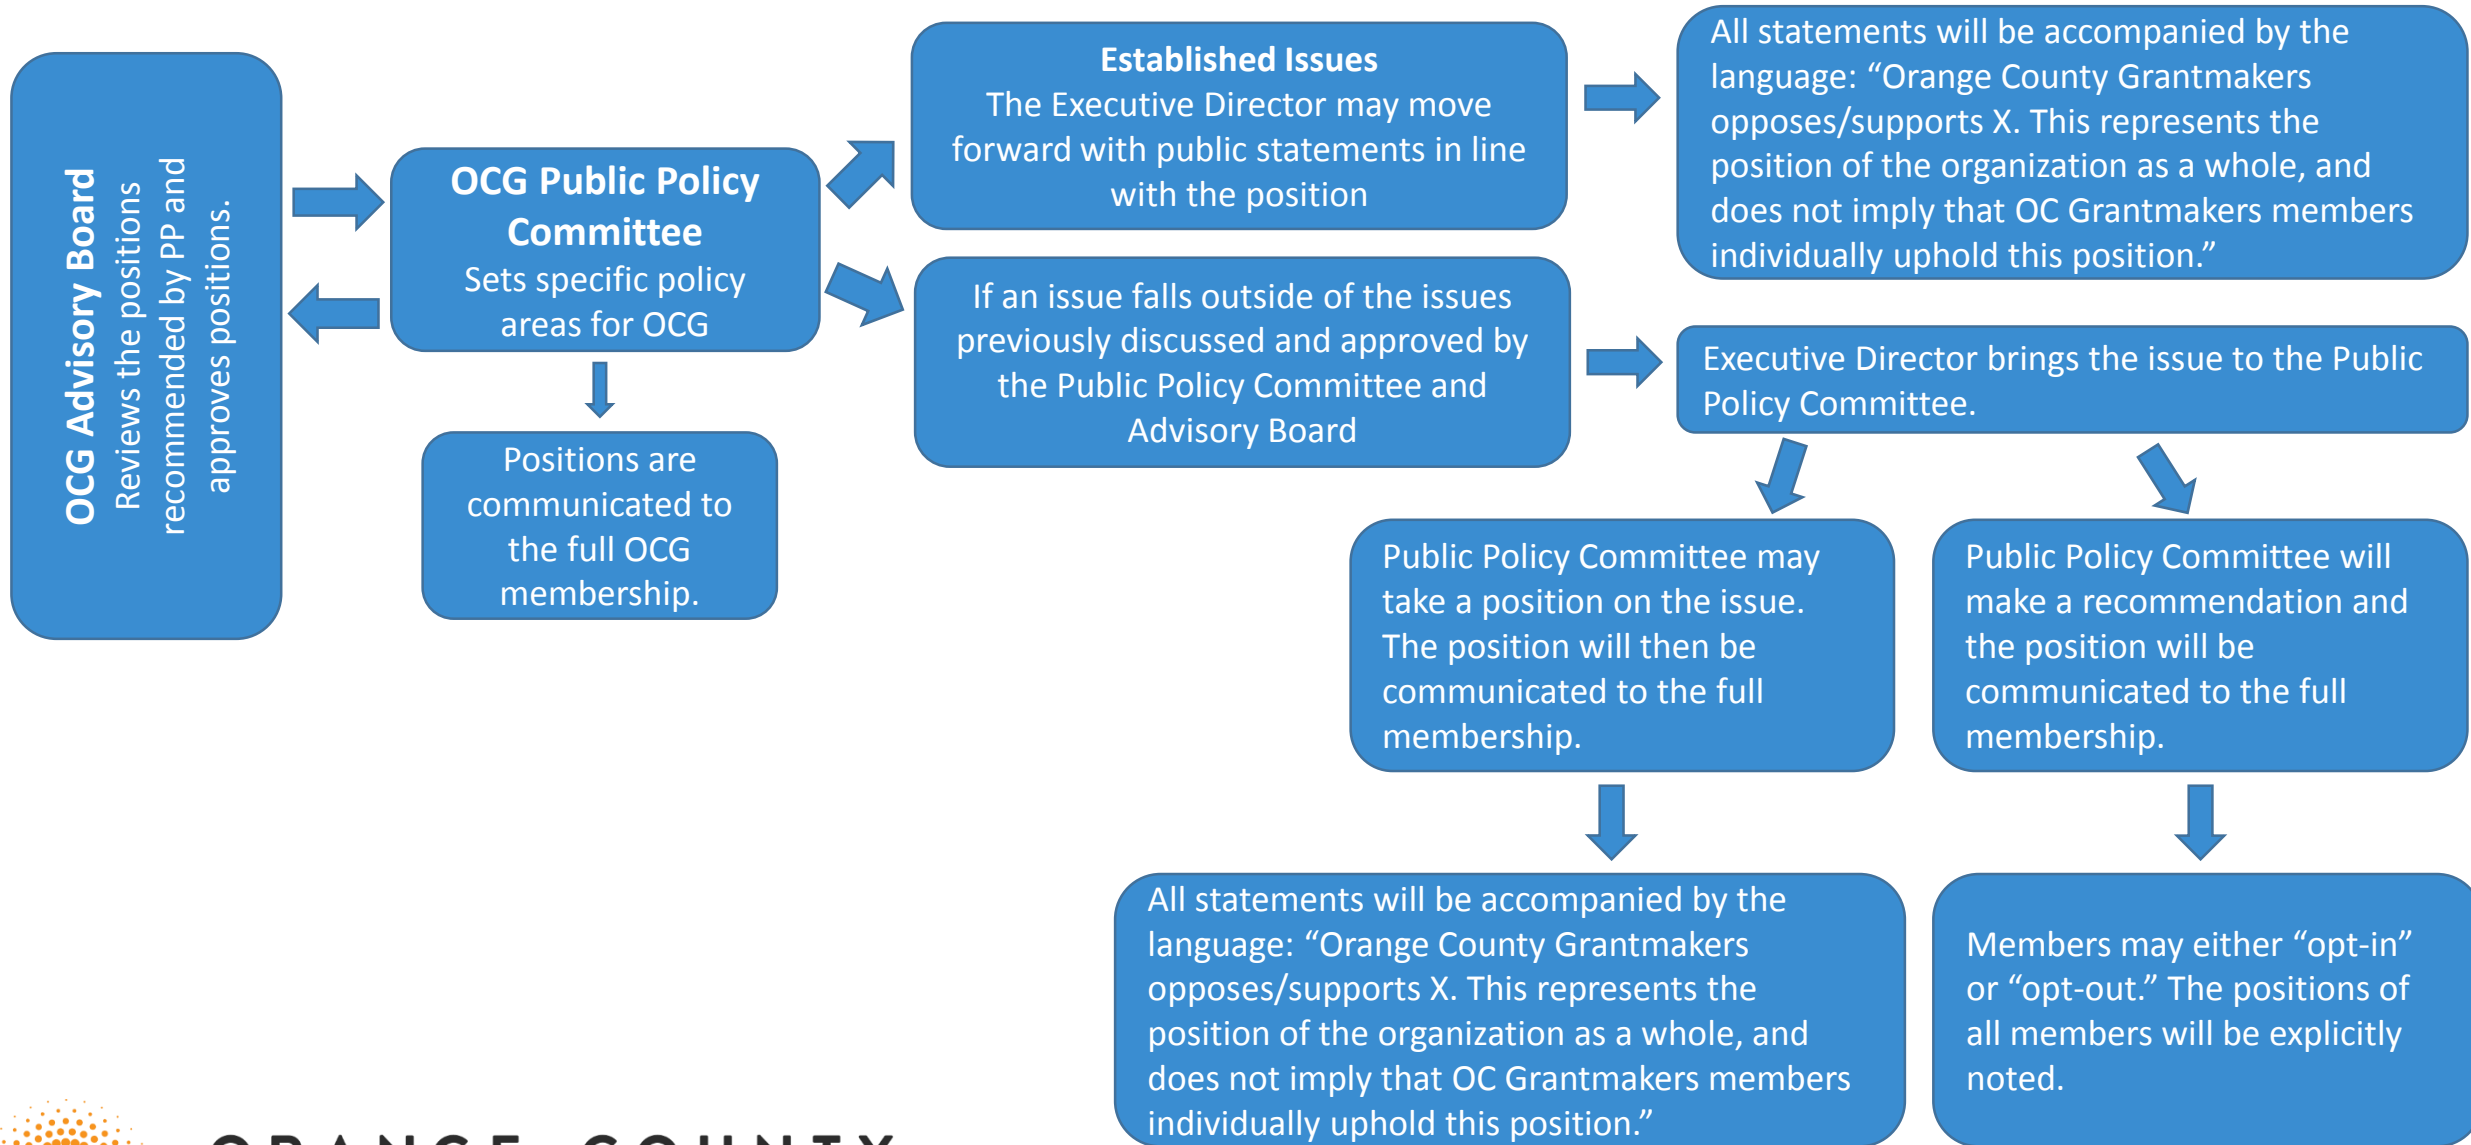 OCG Advisory Board
Reviews the positions
recommended by PP and
approves positions.
OCG Public Policy
Committee
Sets specific policy
areas for OCG
Positions are
communicated to
the full OCG
membership.
Established Issues
The Executive Director may move
forward with public statements in line
with the position
All statements will be accompanied by the
language: “Orange County Grantmakers
opposes/supports X. This represents the
position of the organization as a whole, and
does not imply that OC Grantmakers members
individually uphold this position.”
If an issue falls outside of the issues
previously discussed and approved by
the Public Policy Committee and
Advisory Board
Executive Director brings the issue to the Public
Policy Committee.
Public Policy Committee may
take a position on the issue.
The position will then be
communicated to the full
membership.
Public Policy Committee will
make a recommendation and
the position will be
communicated to the full
membership.
All statements will be accompanied by the
language: “Orange County Grantmakers
opposes/supports X. This represents the
position of the organization as a whole, and
does not imply that OC Grantmakers members
individually uphold this position.”
Members may either “opt-in”
or “opt-out.” The positions of
all members will be explicitly
noted.
ORANGE COUNTY